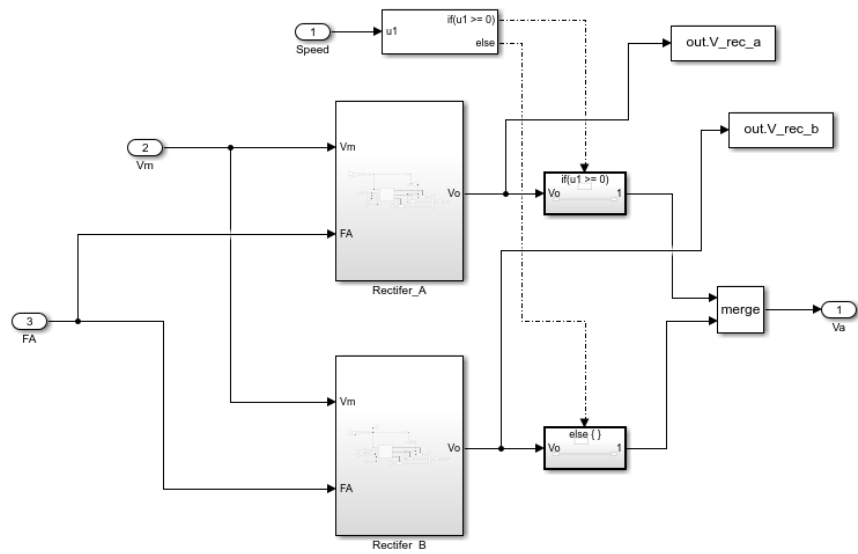 1
Speed
u1
if(u1 >= 0)
else
out.V_rec_a
out.V_rec_b
2
Vm
Vm
FA
Vo
Rectifer_A
if(u1 >= 0)
Vo
1
3
FA
merge
1
Va
Vm
FA
Vo
Rectifer_B
else { }
Vo
1